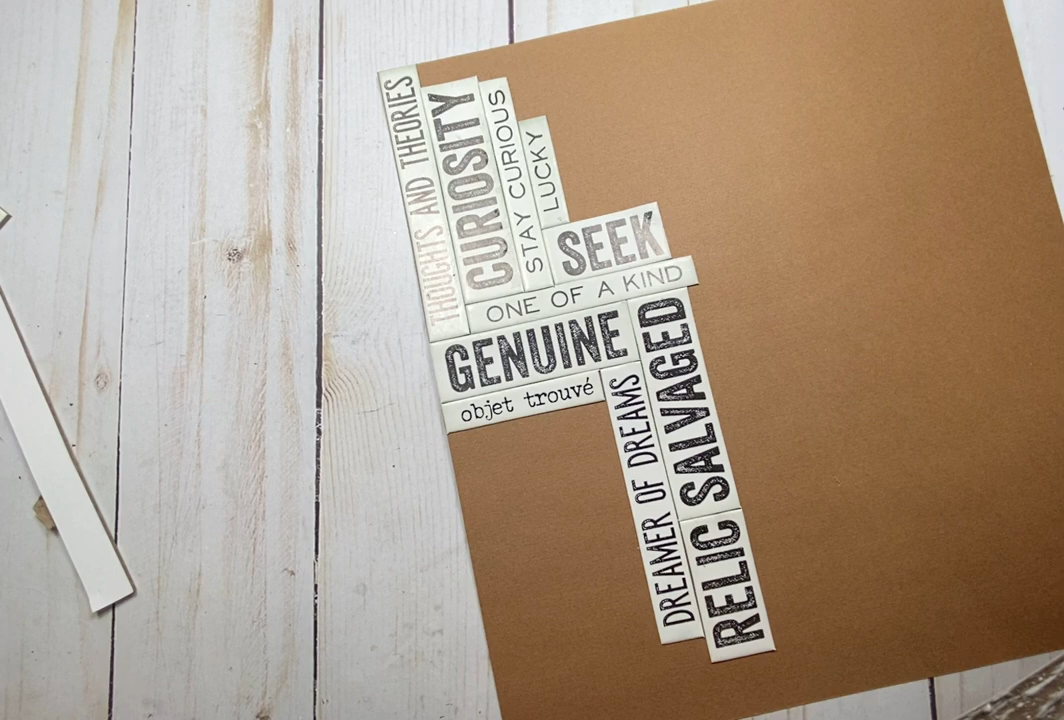 THOUGHTS AND THEORIES
CURIOSITY
STAY CURIOUS
LUCKY
SEEK
ONE OF A KIND
GENUINE
objet trouvé
DREAMER OF DREAMS
SALVAGED
RELIC